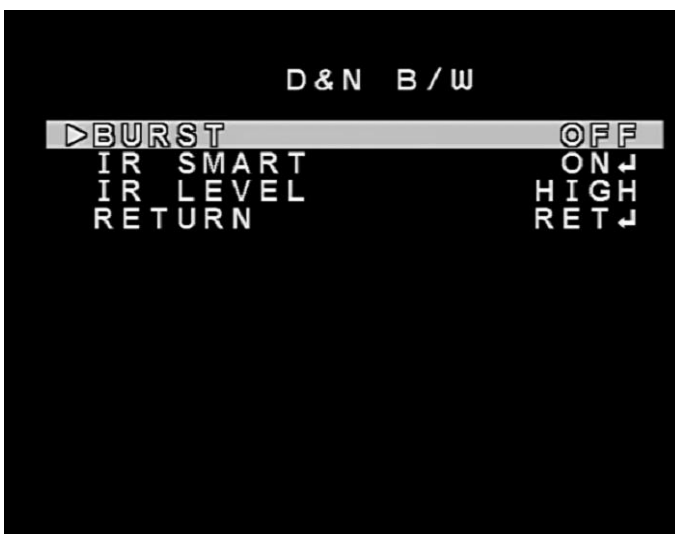 D&N B/W
▷BURST OFF
IR SMART ON↲
IR LEVEL HIGH
RETURN RET↲